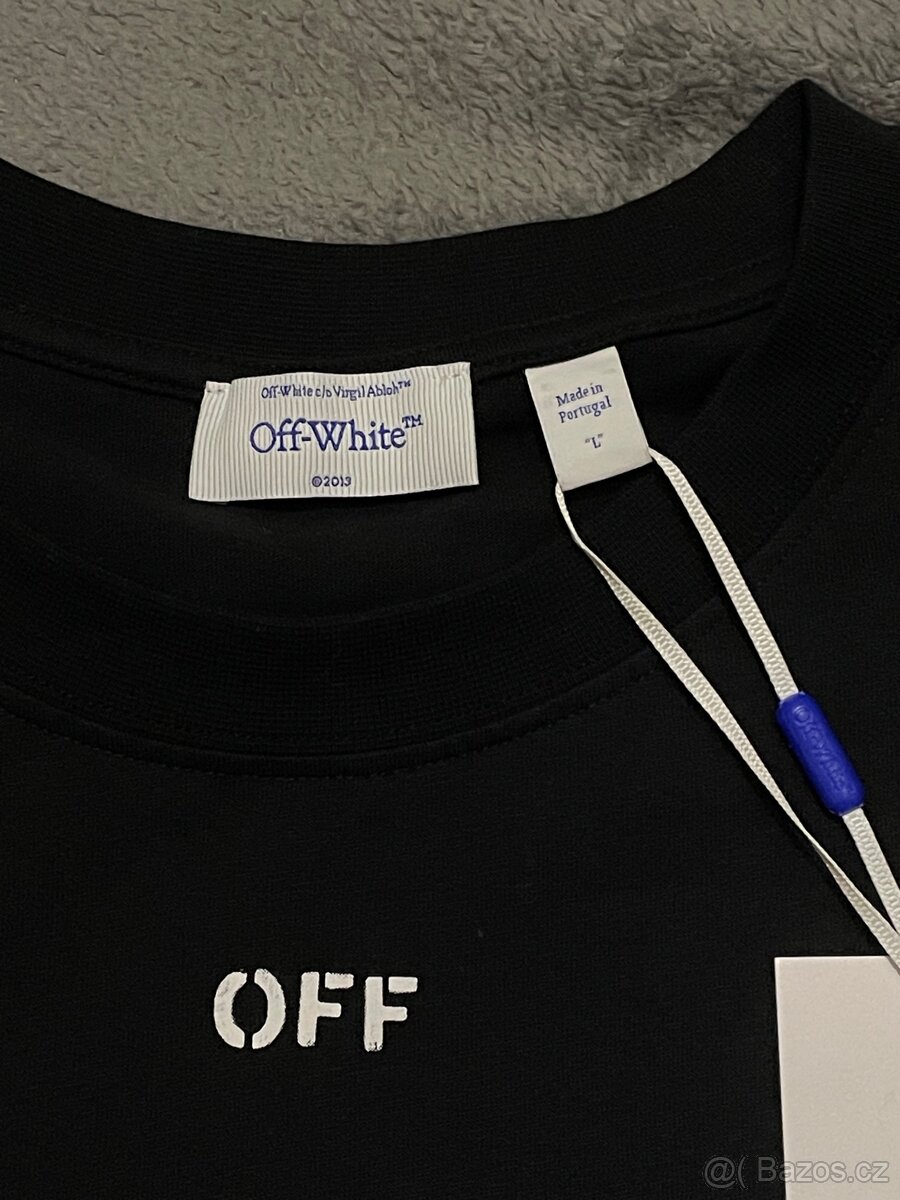 Off-White c/o Virgil Abloh™
Off-White™
©2013
Made in
Portugal
"L"
OFF
@( Bazos.cz